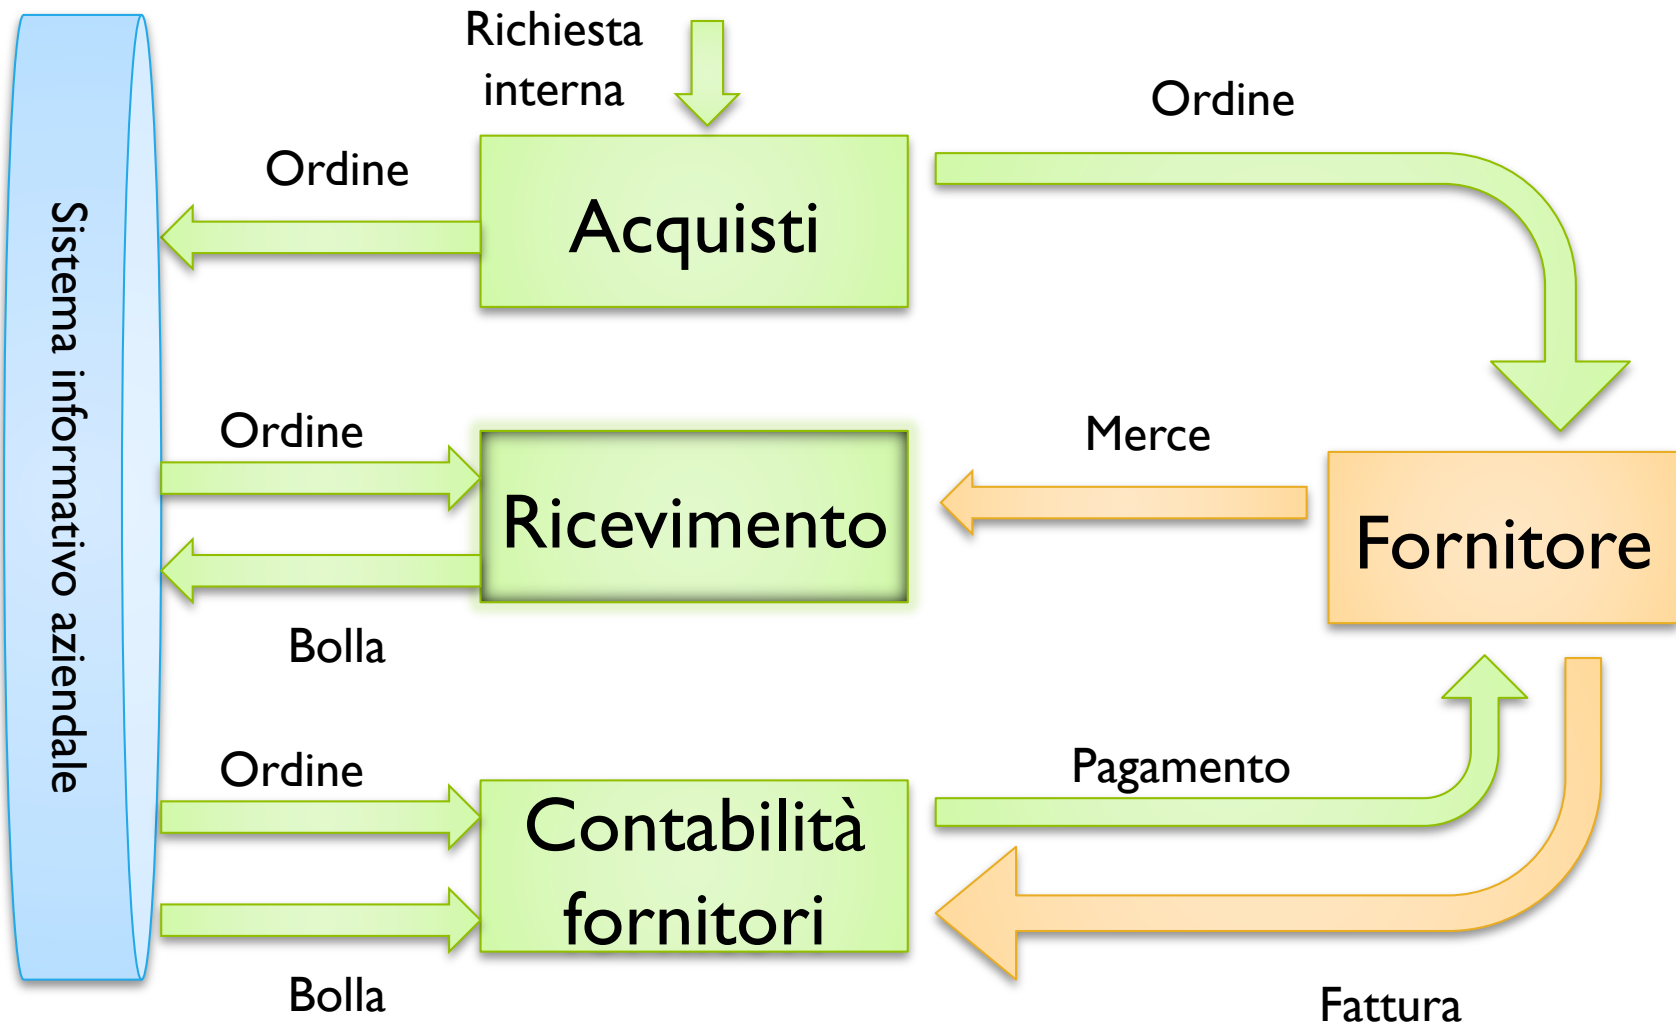 Richiesta
interna
Ordine
Ordine
Acquisti
Sistema informativo aziendale
Ordine
Merce
Ricevimento
Fornitore
Bolla
Ordine
Pagamento
Contabilità
fornitori
Bolla
Fattura